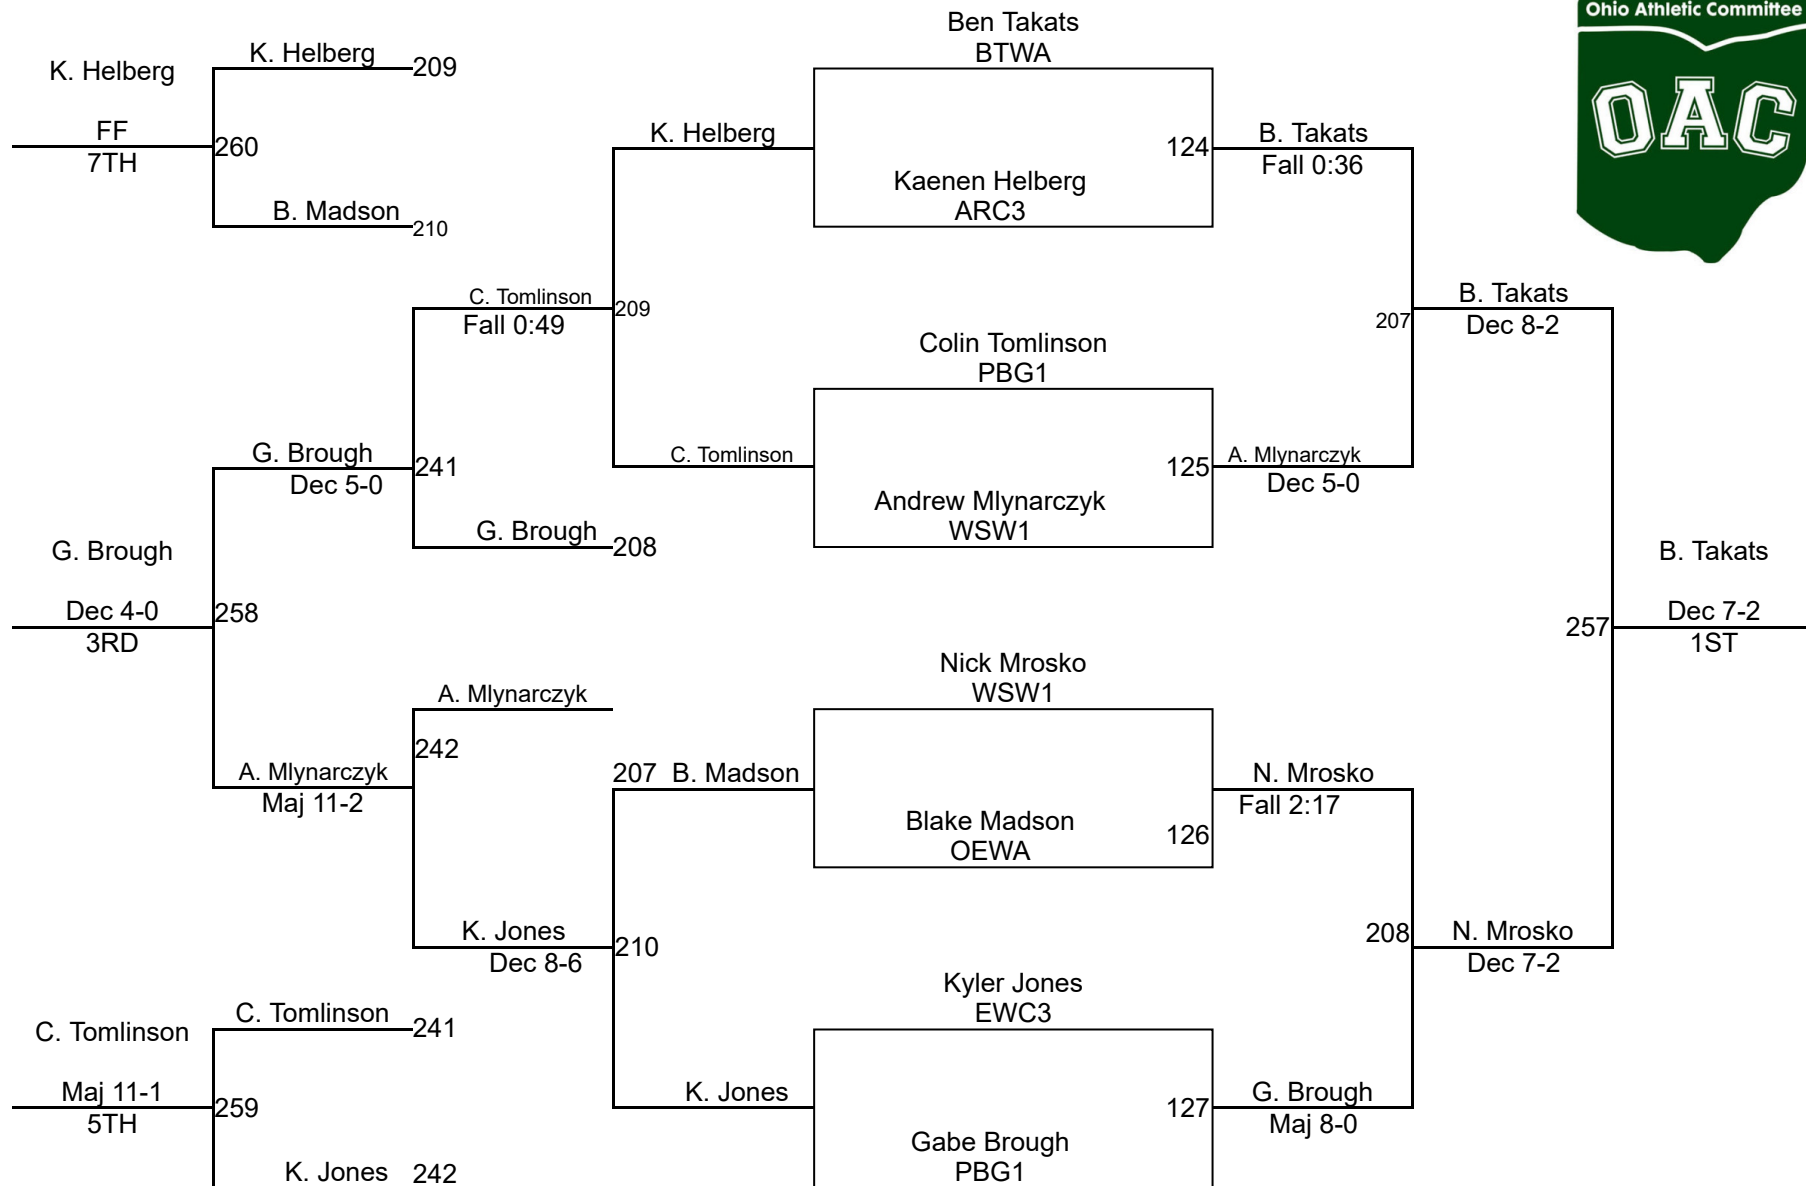 Ohio Athletic Committee
OAC
Ben Takats
BTWA
K. Helberg
209
K. Helberg
FF
7TH
260
K. Helberg
124
B. Takats
Fall 0:36
Kaenen Helberg
ARC3
B. Madson
210
C. Tomlinson
Fall 0:49
209
B. Takats
Dec 8-2
207
Colin Tomlinson
PBG1
G. Brough
Dec 5-0
241
C. Tomlinson
125
A. Mlynarczyk
Dec 5-0
Andrew Mlynarczyk
WSW1
G. Brough
208
G. Brough
Dec 4-0
3RD
258
B. Takats
Dec 7-2
1ST
257
Nick Mrosko
WSW1
A. Mlynarczyk
242
A. Mlynarczyk
Maj 11-2
207
B. Madson
N. Mrosko
Fall 2:17
Blake Madson
OEWA
126
K. Jones
Dec 8-6
210
208
N. Mrosko
Dec 7-2
Kyler Jones
EWC3
C. Tomlinson
241
C. Tomlinson
Maj 11-1
5TH
259
K. Jones
127
G. Brough
Maj 8-0
Gabe Brough
PBG1
K. Jones
242